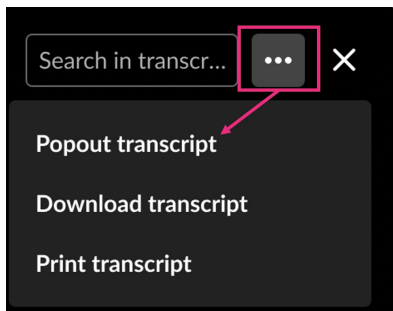 Search in transcr...
Popout transcript
Download transcript
Print transcript